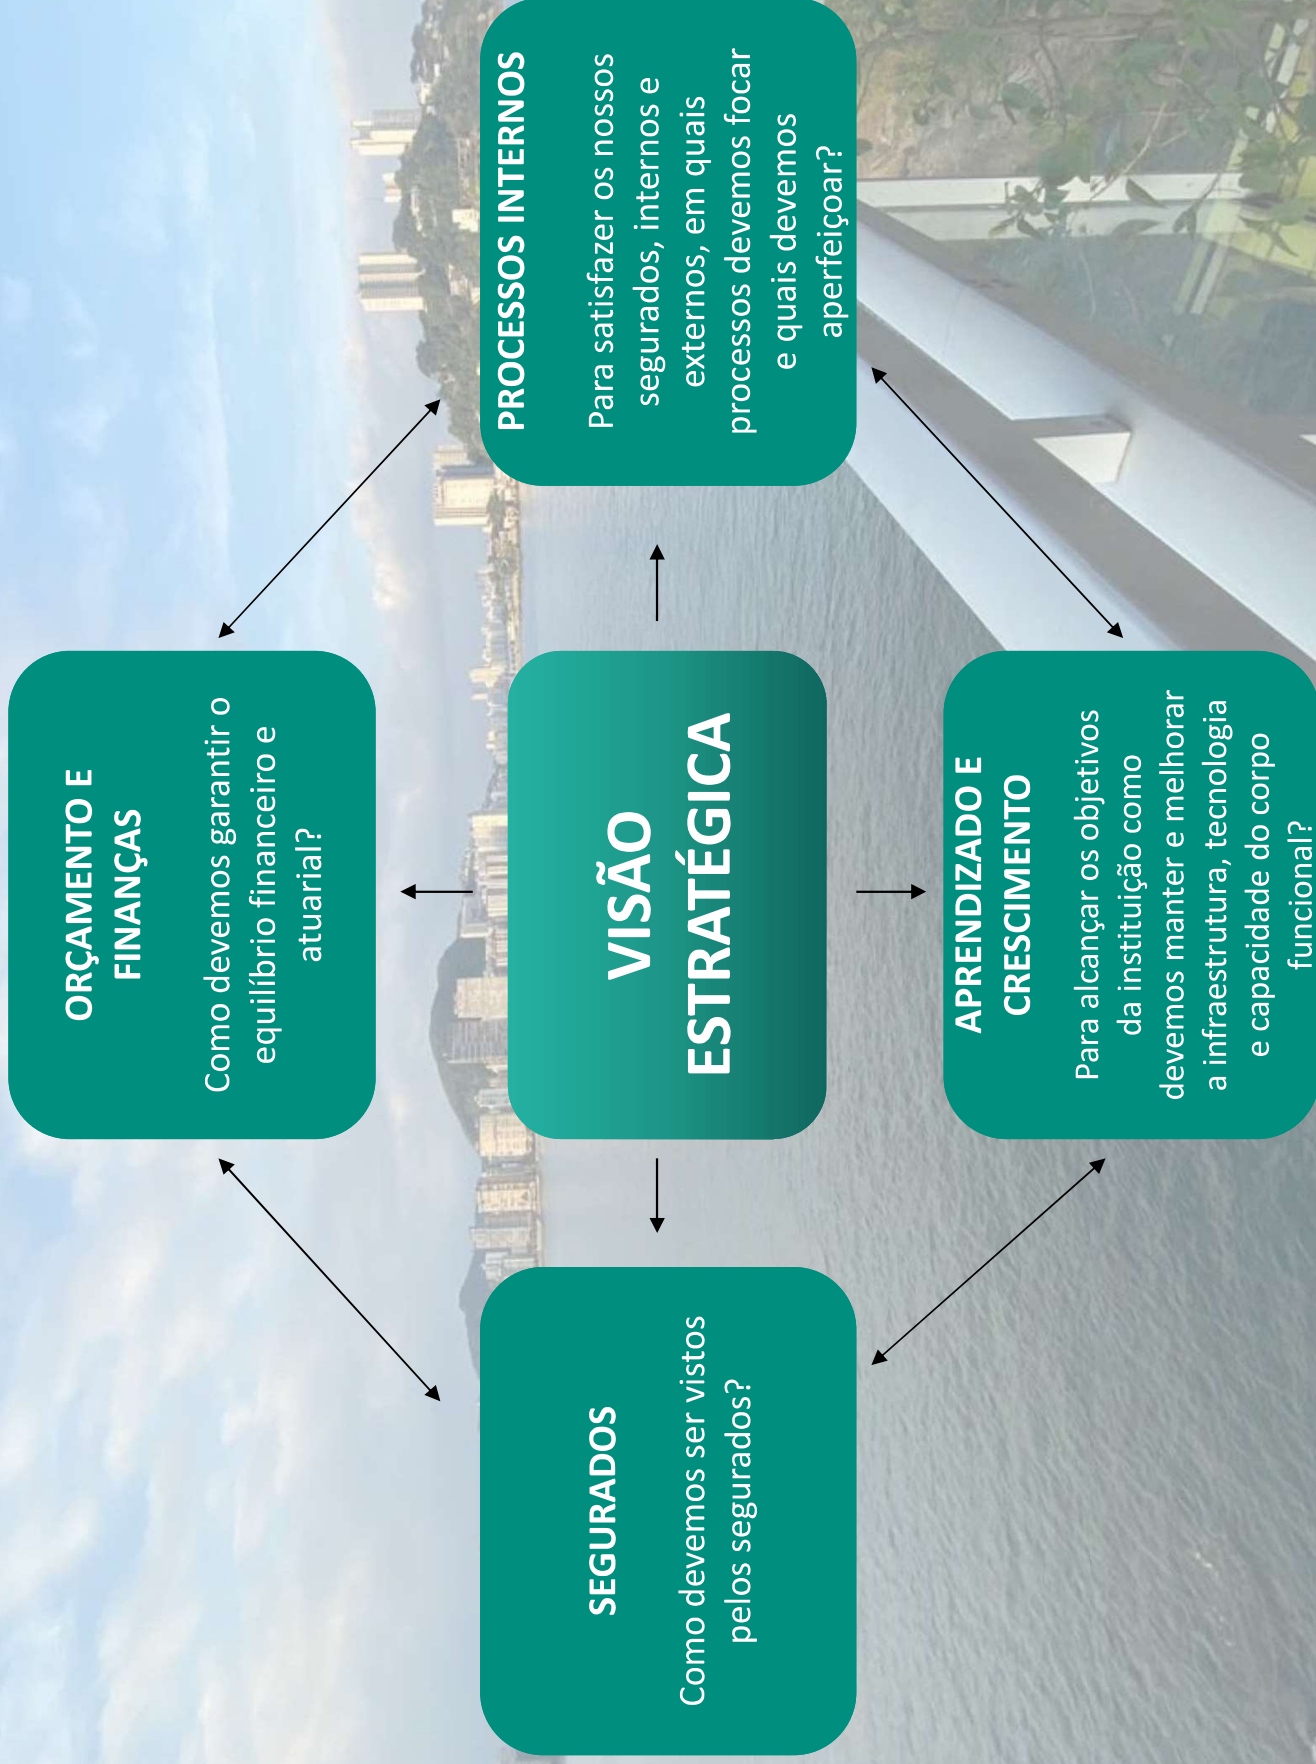 ORÇAMENTO E
FINANÇAS
Como devemos garantir o
equilíbrio financeiro e
atuarial?
SEGURADOS
Como devemos ser vistos
pelos segurados?
VISÃO
ESTRATÉGICA
PROCESSOS INTERNOS
Para satisfazer os nossos
segurados, internos e
externos, em quais
processos devemos focar
e quais devemos
aperfeiçoar?
APRENDIZADO E
CRESCIMENTO
Para alcançar os objetivos
da instituição como
devemos manter e melhorar
a infraestrutura, tecnologia
e capacidade do corpo
funcional?